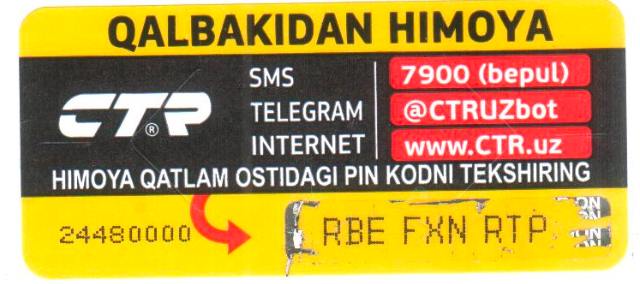 QALBAKIDAN HIMOYA
CTP®
SMS 7900 (bepul)
TELEGRAM @CTRUZbot
INTERNET www.CTR.uz
HIMOYA QATLAM OSTIDAGI PIN KODNI TEKSHIRING
24480000 RBE FXN RTP